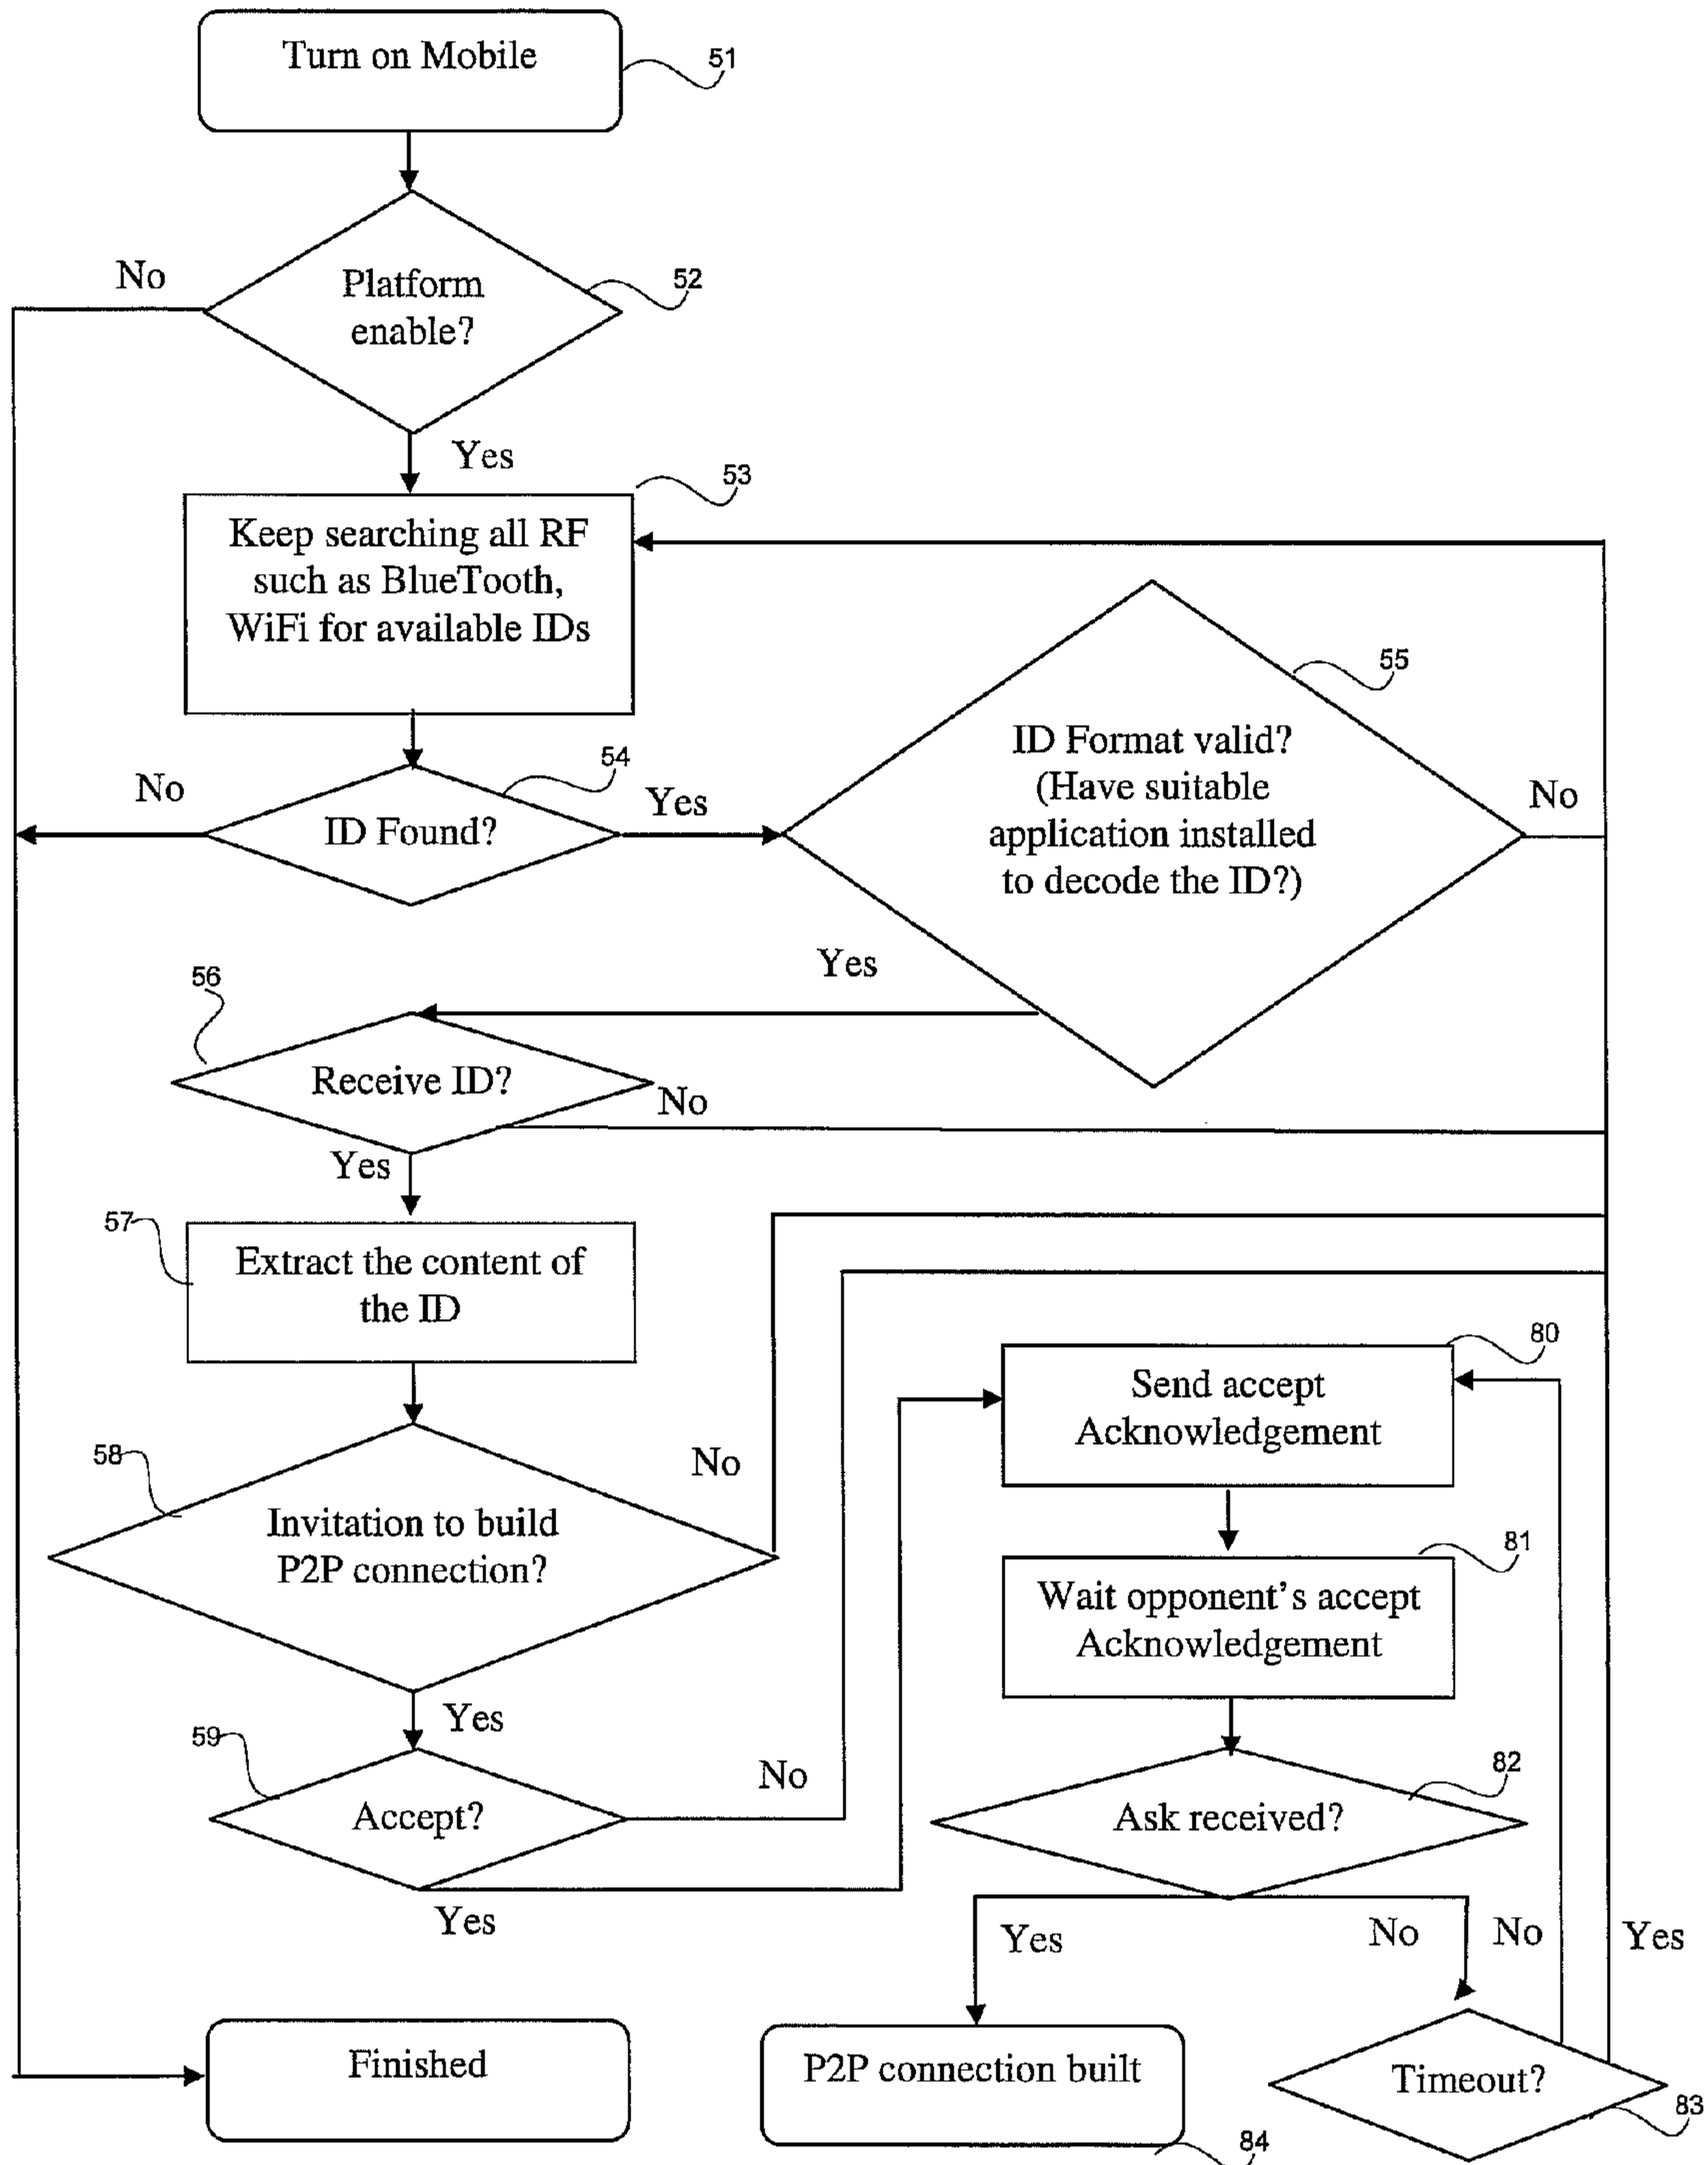 Turn on Mobile
51
No
Platform
enable?
52
Yes
53
Keep searching all RF
such as BlueTooth,
WiFi for available IDs
54
No
ID Found?
Yes
55
ID Format valid?
(Have suitable
application installed
to decode the ID?)
No
Yes
56
Receive ID?
No
Yes
57
Extract the content of
the ID
80
Send accept
Acknowledgement
58
No
Invitation to build
P2P connection?
81
Wait opponent's accept
Acknowledgement
Yes
59
No
Accept?
82
Ask received?
Yes
Yes
No
No
Yes
Finished
P2P connection built
84
Timeout?
83